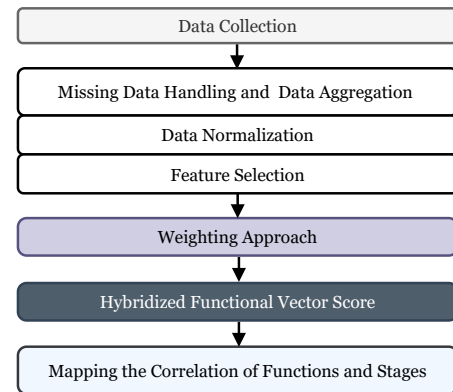 Data Collection
Missing Data Handling and Data Aggregation
Data Normalization
Feature Selection
Weighting Approach
Hybridized Functional Vector Score
Mapping the Correlation of Functions and Stages